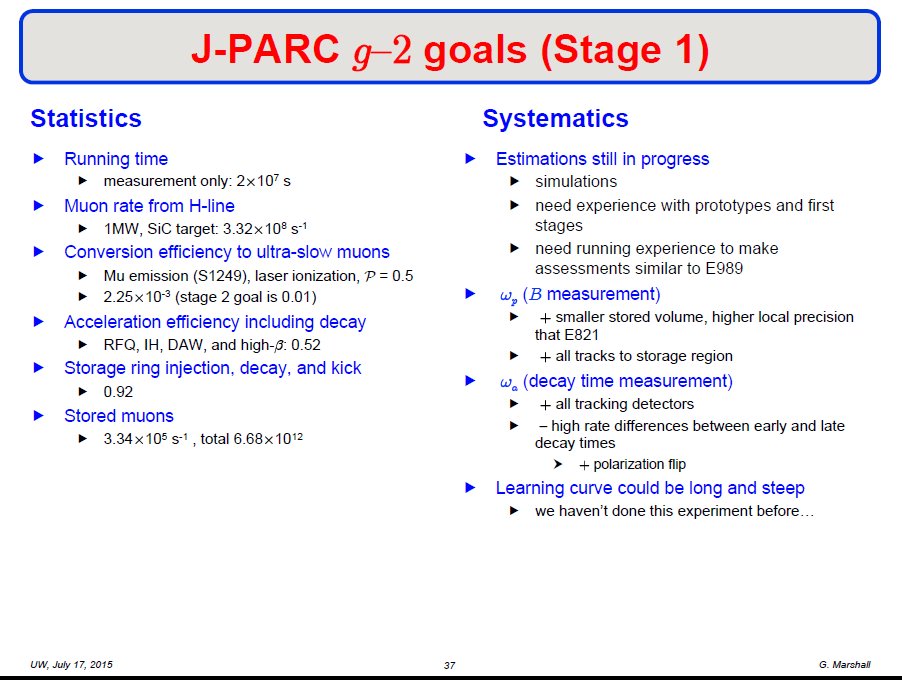 J-PARC g–2 goals (Stage 1)
Statistics
► Running time
► measurement only: 2×10⁷ s
► Muon rate from H-line
► 1MW, SiC target: 3.32×10⁸ s⁻¹
► Conversion efficiency to ultra-slow muons
► Mu emission (S1249), laser ionization, 𝒫 = 0.5
► 2.25×10⁻³ (stage 2 goal is 0.01)
► Acceleration efficiency including decay
► RFQ, IH, DAW, and high-β: 0.52
► Storage ring injection, decay, and kick
► 0.92
► Stored muons
► 3.34×10⁵ s⁻¹ , total 6.68×10¹²
Systematics
► Estimations still in progress
► simulations
► need experience with prototypes and first
stages
► need running experience to make
assessments similar to E989
► ωₚ (B measurement)
► + smaller stored volume, higher local precision
that E821
► + all tracks to storage region
► ωₐ (decay time measurement)
► + all tracking detectors
► – high rate differences between early and late
decay times
➤ + polarization flip
► Learning curve could be long and steep
► we haven't done this experiment before…
UW, July 17, 2015
37
G. Marshall